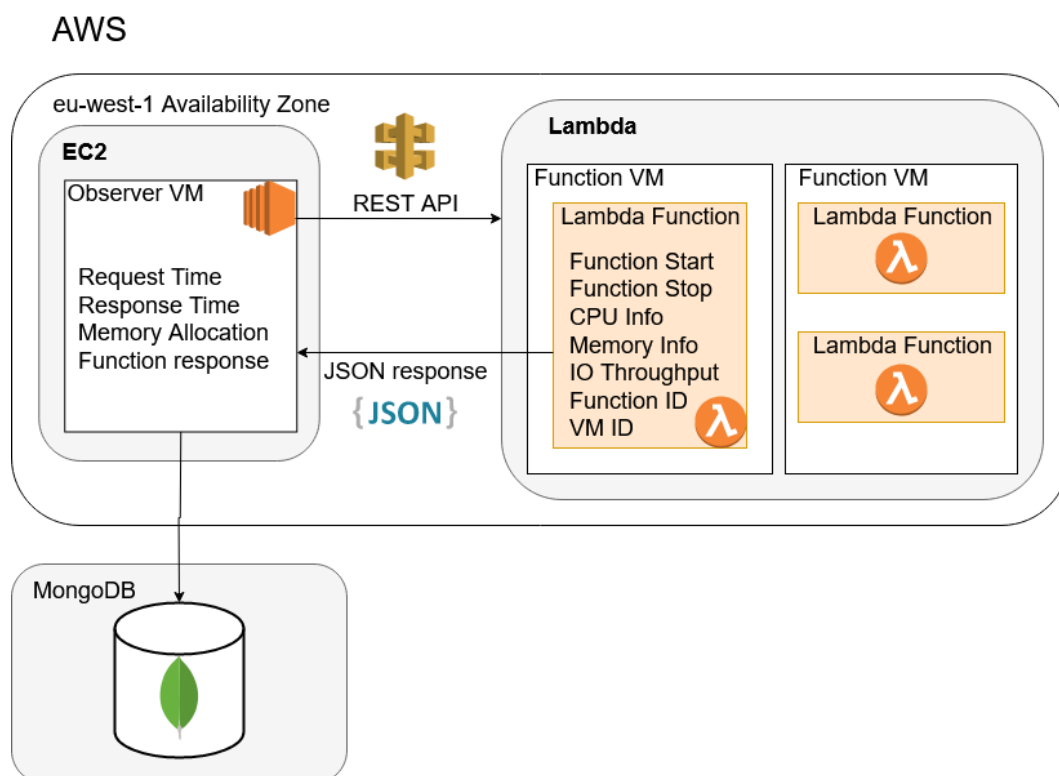 AWS
eu-west-1 Availability Zone
EC2
Observer VM
Request Time
Response Time
Memory Allocation
Function response
REST API
JSON response
{JSON}
Lambda
Function VM
Lambda Function
Function Start
Function Stop
CPU Info
Memory Info
IO Throughput
Function ID
VM ID
λ
Function VM
Lambda Function
λ
Lambda Function
λ
MongoDB